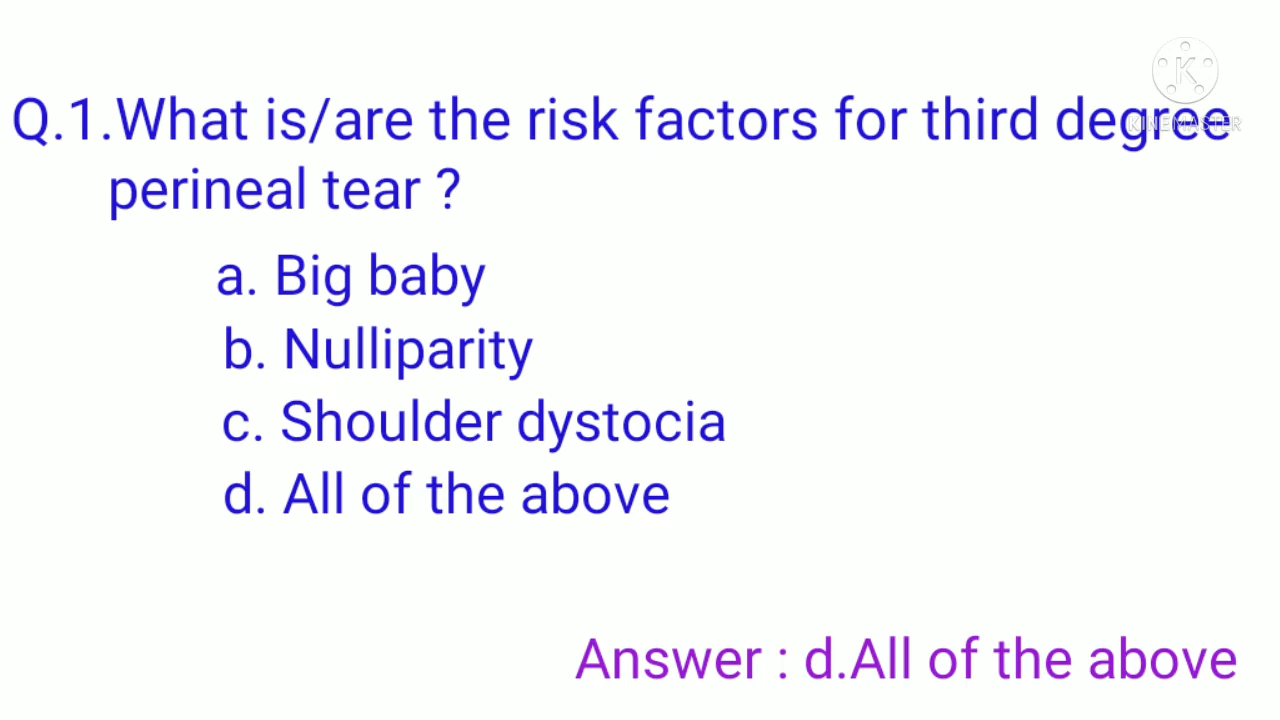 Q.1.What is/are the risk factors for third degree
perineal tear ?
a. Big baby
b. Nulliparity
c. Shoulder dystocia
d. All of the above
Answer : d.All of the above
K
KINEMASTER